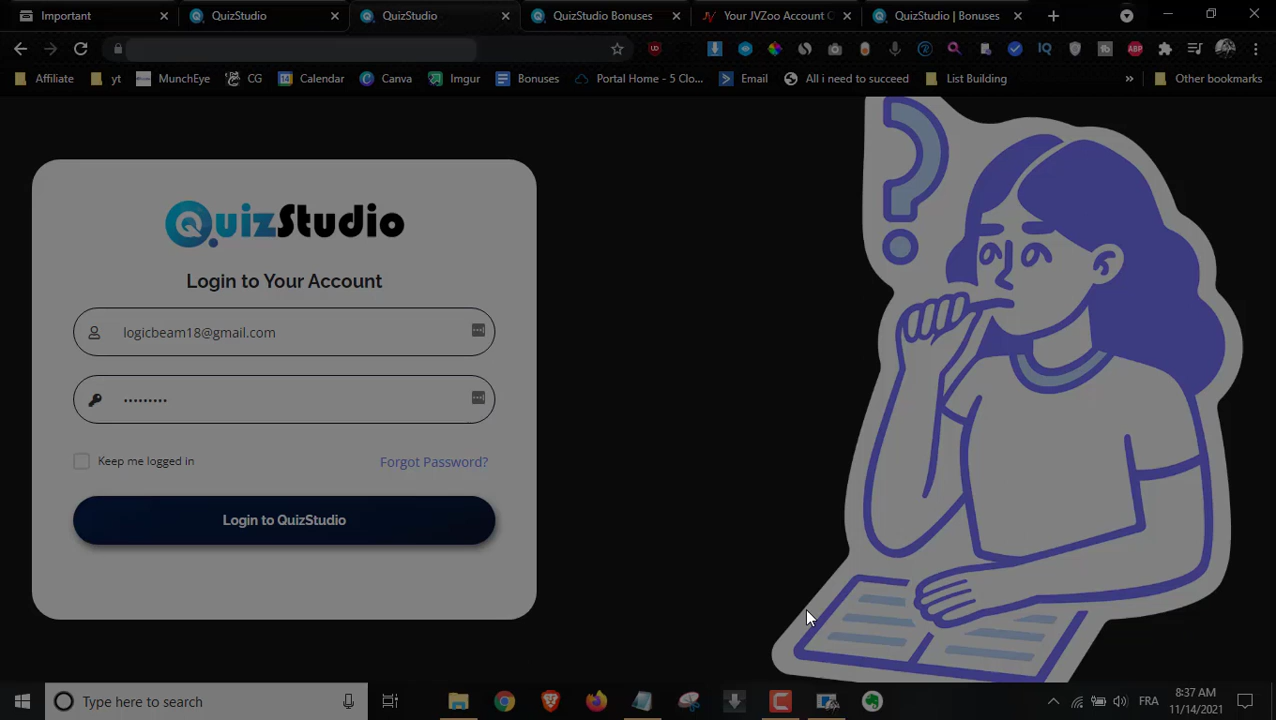 Important
QuizStudio
QuizStudio
QuizStudio Bonuses
Your JVZoo Account C
QuizStudio | Bonuses
Affiliate
yt
MunchEye
CG
Calendar
Canva
Imgur
Bonuses
Portal Home - 5 Clo...
Email
All i need to succeed
List Building
»
Other bookmarks
QuizStudio
Login to Your Account
logicbeam18@gmail.com
•••••••••
Keep me logged in
Forgot Password?
Login to QuizStudio
?
Type here to search
FRA
8:37 AM
11/14/2021